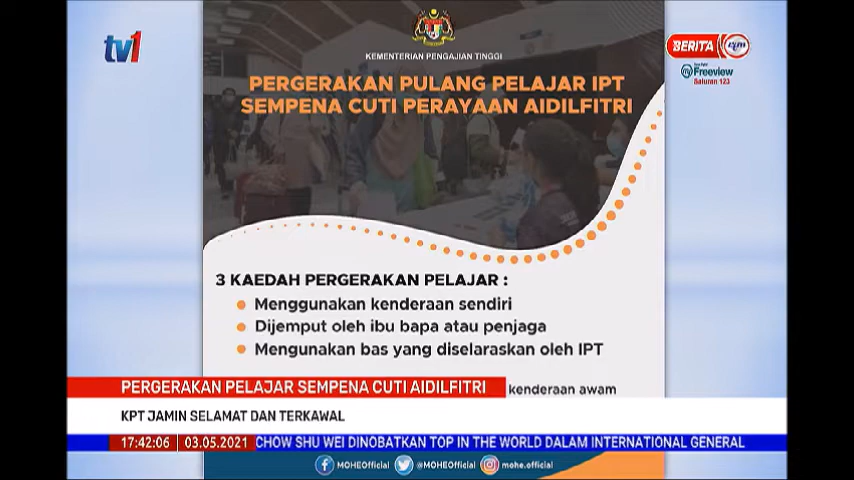 tv1
KEMENTERIAN PENGAJIAN TINGGI
BERITA rtm
myFreeview
Saluran 123
PERGERAKAN PULANG PELAJAR IPT
SEMPENA CUTI PERAYAAN AIDILFITRI
3 KAEDAH PERGERAKAN PELAJAR :
Menggunakan kenderaan sendiri
Dijemput oleh ibu bapa atau penjaga
Mengunakan bas yang diselaraskan oleh IPT
kenderaan awam
PERGERAKAN PELAJAR SEMPENA CUTI AIDILFITRI
KPT JAMIN SELAMAT DAN TERKAWAL
17:42:06 03.05.2021 CHOW SHU WEI DINOBATKAN TOP IN THE WORLD DALAM INTERNATIONAL GENERAL
MOHEOfficial @MOHEOfficial mohe.official